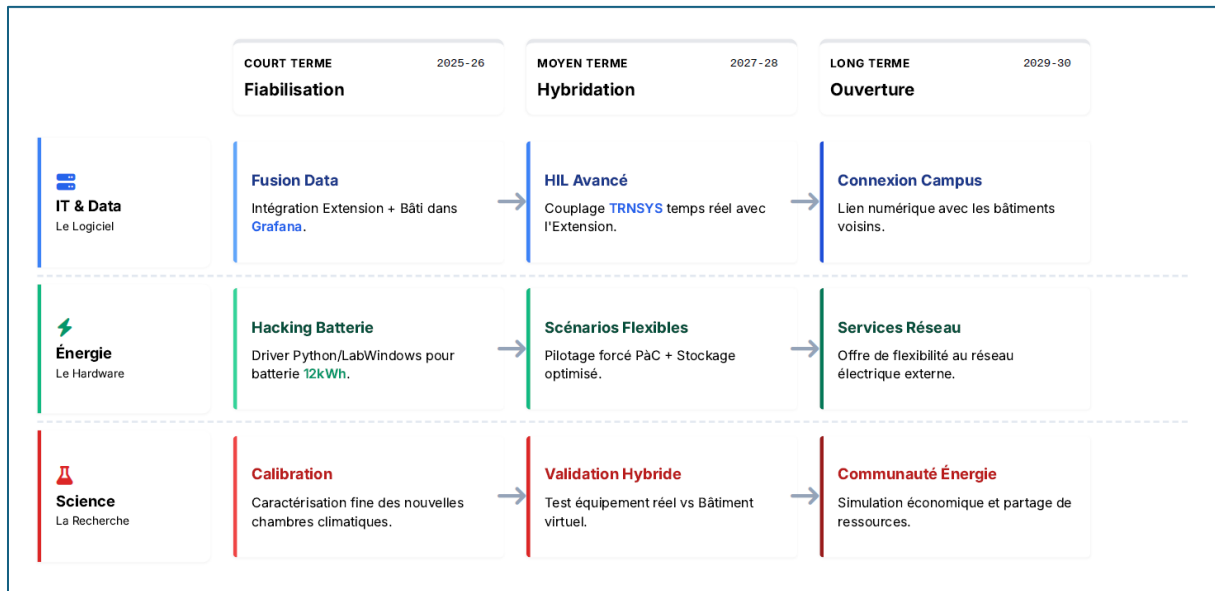 COURT TERME 2025-26
Fiabilisation
MOYEN TERME 2027-28
Hybridation
LONG TERME 2029-30
Ouverture
IT & Data
Le Logiciel
Fusion Data
Intégration Extension + Bâti dans
Grafana.
HIL Avancé
Couplage TRNSYS temps réel avec
l'Extension.
Connexion Campus
Lien numérique avec les bâtiments
voisins.
Énergie
Le Hardware
Hacking Batterie
Driver Python/LabWindows pour
batterie 12kWh.
Scénarios Flexibles
Pilotage forcé PàC + Stockage
optimisé.
Services Réseau
Offre de flexibilité au réseau
électrique externe.
Science
La Recherche
Calibration
Caractérisation fine des nouvelles
chambres climatiques.
Validation Hybride
Test équipement réel vs Bâtiment
virtuel.
Communauté Énergie
Simulation économique et partage de
ressources.